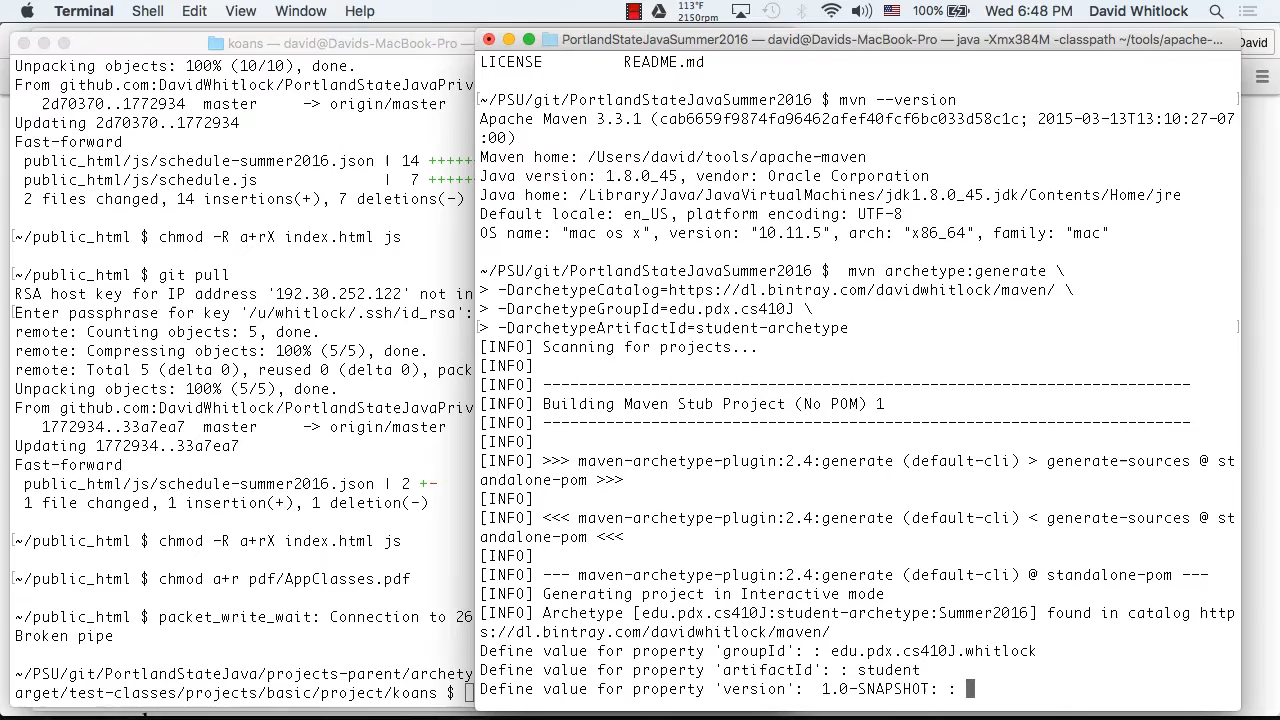 Terminal Shell Edit View Window Help 113°F 2150rpm 100% Wed 6:48 PM David Whitlock
koans — david@Davids-MacBook-Pro —
Unpacking objects: 100% (10/10), done.
From github.com:DavidWhitlock/PortlandStateJavaPriv
2d70370..1772934  master     -> origin/master
Updating 2d70370..1772934
Fast-forward
public_html/js/schedule-summer2016.json | 14 ++++++
public_html/js/schedule.js              |  7 ++++++
2 files changed, 14 insertions(+), 7 deletions(-)
~/public_html $ chmod -R a+rX index.html js
~/public_html $ git pull
RSA host key for IP address '192.30.252.122' not in
Enter passphrase for key '/u/whitlock/.ssh/id_rsa':
remote: Counting objects: 5, done.
remote: Compressing objects: 100% (5/5), done.
remote: Total 5 (delta 0), reused 0 (delta 0), pack
Unpacking objects: 100% (5/5), done.
From github.com:DavidWhitlock/PortlandStateJavaPriv
1772934..33a7ea7  master     -> origin/master
Updating 1772934..33a7ea7
Fast-forward
public_html/js/schedule-summer2016.json | 2 +-
1 file changed, 1 insertion(+), 1 deletion(-)
~/public_html $ chmod -R a+rX index.html js
~/public_html $ chmod a+r pdf/AppClasses.pdf
~/public_html $ packet_write_wait: Connection to 26
Broken pipe
~/PSU/git/PortlandStateJava/projects-parent/archety
arget/test-classes/projects/basic/project/koans $
PortlandStateJavaSummer2016 — david@Davids-MacBook-Pro — java -Xmx384M -classpath ~/tools/apache-...
David
LICENSE          README.md
~/PSU/git/PortlandStateJavaSummer2016 $ mvn --version
Apache Maven 3.3.1 (cab6659f9874fa96462afef40fcf6bc033d58c1c; 2015-03-13T13:10:27-07
:00)
Maven home: /Users/david/tools/apache-maven
Java version: 1.8.0_45, vendor: Oracle Corporation
Java home: /Library/Java/JavaVirtualMachines/jdk1.8.0_45.jdk/Contents/Home/jre
Default locale: en_US, platform encoding: UTF-8
OS name: "mac os x", version: "10.11.5", arch: "x86_64", family: "mac"
~/PSU/git/PortlandStateJavaSummer2016 $  mvn archetype:generate \
> -DarchetypeCatalog=https://dl.bintray.com/davidwhitlock/maven/ \
> -DarchetypeGroupId=edu.pdx.cs410J \
> -DarchetypeArtifactId=student-archetype
[INFO] Scanning for projects...
[INFO]
[INFO] ------------------------------------------------------------------------
[INFO] Building Maven Stub Project (No POM) 1
[INFO] ------------------------------------------------------------------------
[INFO]
[INFO] >>> maven-archetype-plugin:2.4:generate (default-cli) > generate-sources @ st
andalone-pom >>>
[INFO]
[INFO] <<< maven-archetype-plugin:2.4:generate (default-cli) < generate-sources @ st
andalone-pom <<<
[INFO]
[INFO] --- maven-archetype-plugin:2.4:generate (default-cli) @ standalone-pom ---
[INFO] Generating project in Interactive mode
[INFO] Archetype [edu.pdx.cs410J:student-archetype:Summer2016] found in catalog http
s://dl.bintray.com/davidwhitlock/maven/
Define value for property 'groupId': : edu.pdx.cs410J.whitlock
Define value for property 'artifactId': : student
Define value for property 'version':  1.0-SNAPSHOT: :